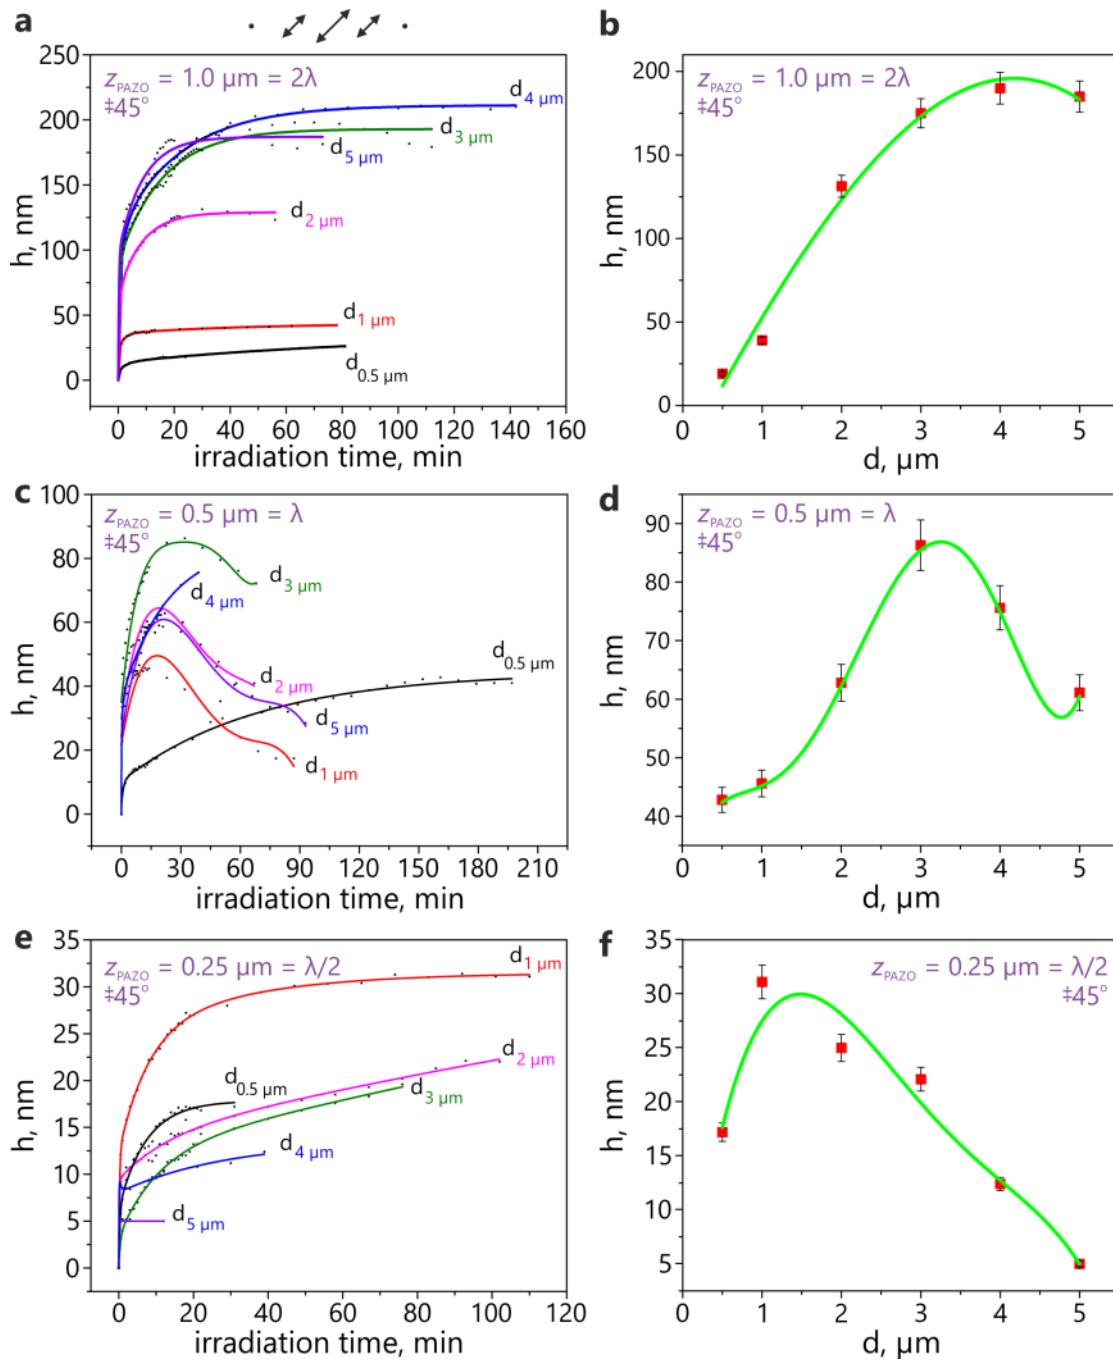 a
z_PAZO = 1.0 µm = 2λ
‡45°
h, nm
250
200
150
100
50
0
d4 µm
d3 µm
d5 µm
d2 µm
d1 µm
d0.5 µm
0 20 40 60 80 100 120 140 160
irradiation time, min
b
z_PAZO = 1.0 µm = 2λ
‡45°
h, nm
200
150
100
50
0
0 1 2 3 4 5
d, µm
c
z_PAZO = 0.5 µm = λ
‡45°
h, nm
100
80
60
40
20
0
d3 µm
d4 µm
d0.5 µm
d2 µm
d5 µm
d1 µm
0 30 60 90 120 150 180 210
irradiation time, min
d
z_PAZO = 0.5 µm = λ
‡45°
h, nm
90
80
70
60
50
40
0 1 2 3 4 5
d, µm
e
z_PAZO = 0.25 µm = λ/2
‡45°
h, nm
35
30
25
20
15
10
5
0
d1 µm
d2 µm
d0.5 µm
d3 µm
d4 µm
d5 µm
0 20 40 60 80 100 120
irradiation time, min
f
z_PAZO = 0.25 µm = λ/2
‡45°
h, nm
35
30
25
20
15
10
5
0 1 2 3 4 5
d, µm